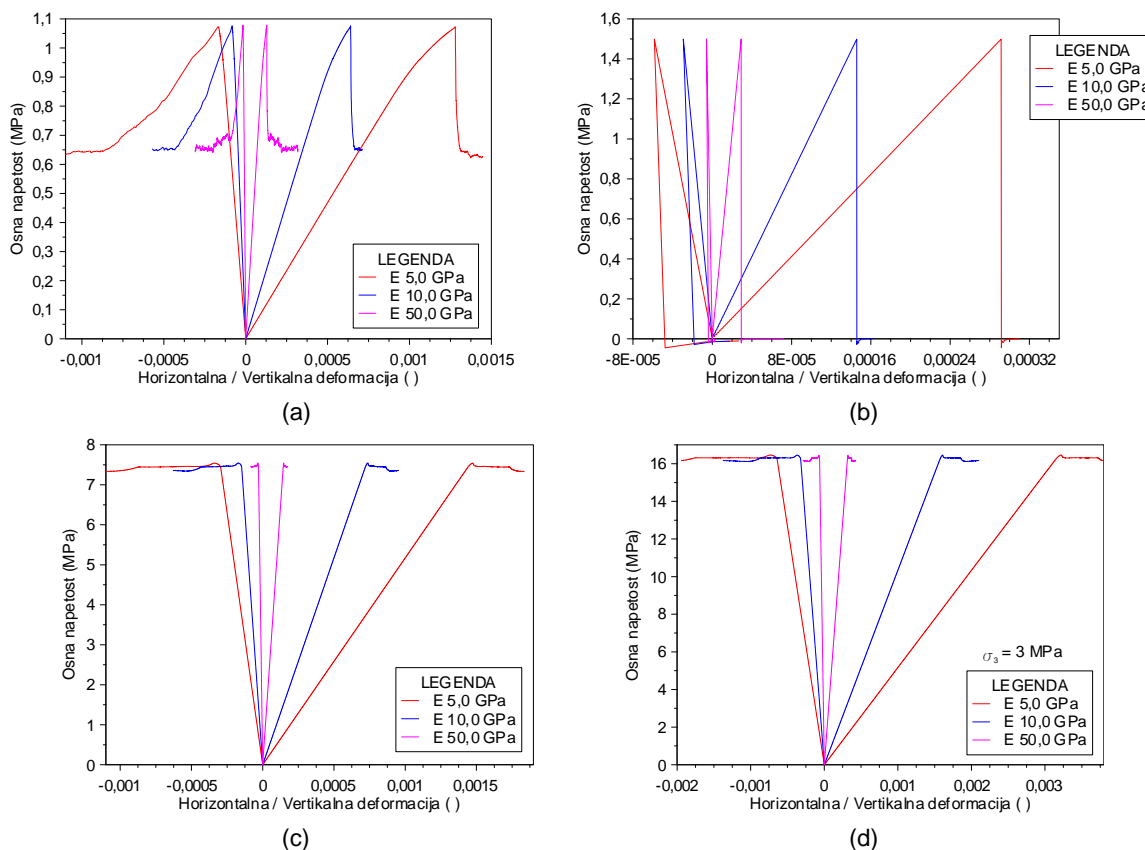 (a)
1,1
1
0,9
0,8
0,7
0,6
0,5
0,4
0,3
0,2
0,1
0
Osna napetost (MPa)
LEGENDA
E 5,0 GPa
E 10,0 GPa
E 50,0 GPa
-0,001 -0,0005 0 0,0005 0,001 0,0015
Horizontalna / Vertikalna deformacija ( )
(a)
1,6
1,4
1,2
1
0,8
0,6
0,4
0,2
0
Osna napetost (MPa)
LEGENDA
E 5,0 GPa
E 10,0 GPa
E 50,0 GPa
-8E-005 0 8E-005 0,00016 0,00024 0,00032
Horizontalna / Vertikalna deformacija ( )
(b)
8
7
6
5
4
3
2
1
0
Osna napetost (MPa)
LEGENDA
E 5,0 GPa
E 10,0 GPa
E 50,0 GPa
-0,001 -0,0005 0 0,0005 0,001 0,0015
Horizontalna / Vertikalna deformacija ( )
(c)
16
14
12
10
8
6
4
2
0
Osna napetost (MPa)
σ3 = 3 MPa
LEGENDA
E 5,0 GPa
E 10,0 GPa
E 50,0 GPa
-0,002 -0,001 0 0,001 0,002 0,003
Horizontalna / Vertikalna deformacija ( )
(d)